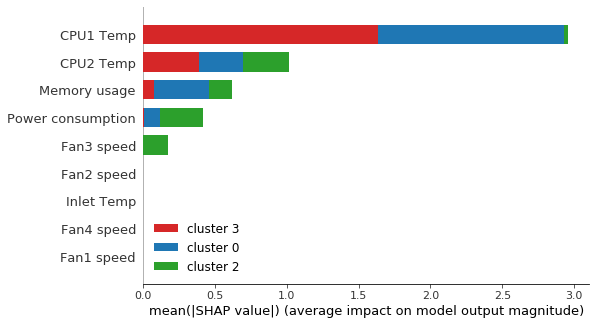 CPU1 Temp
CPU2 Temp
Memory usage
Power consumption
Fan3 speed
Fan2 speed
Inlet Temp
Fan4 speed
Fan1 speed
cluster 3
cluster 0
cluster 2
0.0 0.5 1.0 1.5 2.0 2.5 3.0
mean(|SHAP value|) (average impact on model output magnitude)